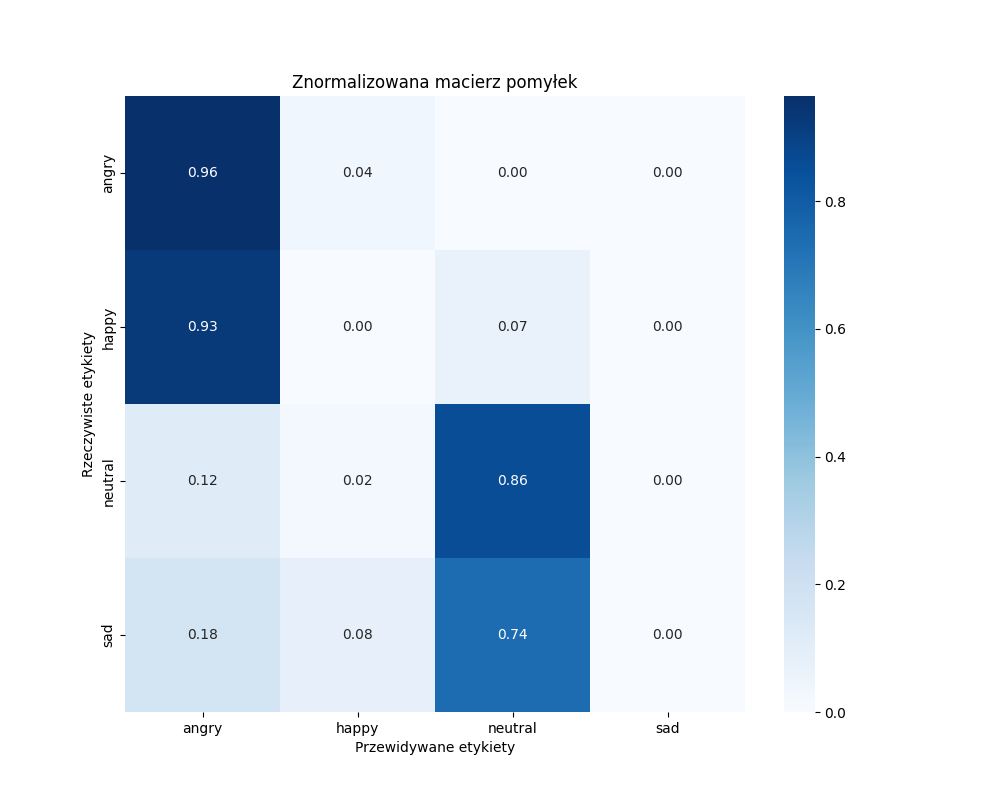 Znormalizowana macierz pomyłek
angry
0.96
0.04
0.00
0.00
happy
0.93
0.00
0.07
0.00
neutral
0.12
0.02
0.86
0.00
sad
0.18
0.08
0.74
0.00
Rzeczywiste etykiety
angry
happy
neutral
sad
Przewidywane etykiety
0.8
0.6
0.4
0.2
0.0